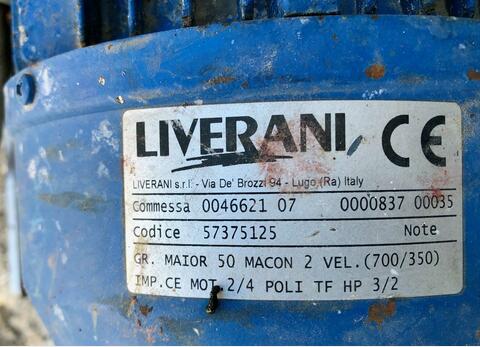 LIVERANI CE
LIVERANI s.r.l. - Via De' Brozzi 94 - Lugo (Ra) Italy
Commessa 0046621 07 0000837 00035
Codice 57375125 Note
GR. MAIOR 50 MACON 2 VEL.(700/350)
IMP.CE MOT.2/4 POLI TF HP 3/2